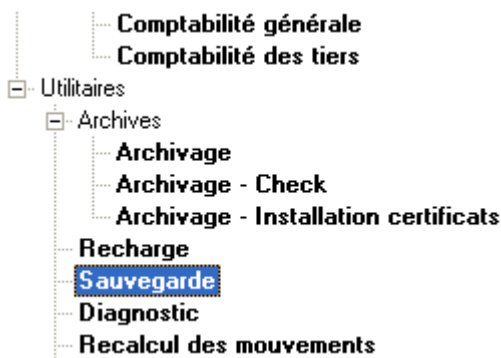 Comptabilité générale
Comptabilité des tiers
Utilitaires
Archives
Archivage
Archivage - Check
Archivage - Installation certificats
Recharge
Sauvegarde
Diagnostic
Recalcul des mouvements